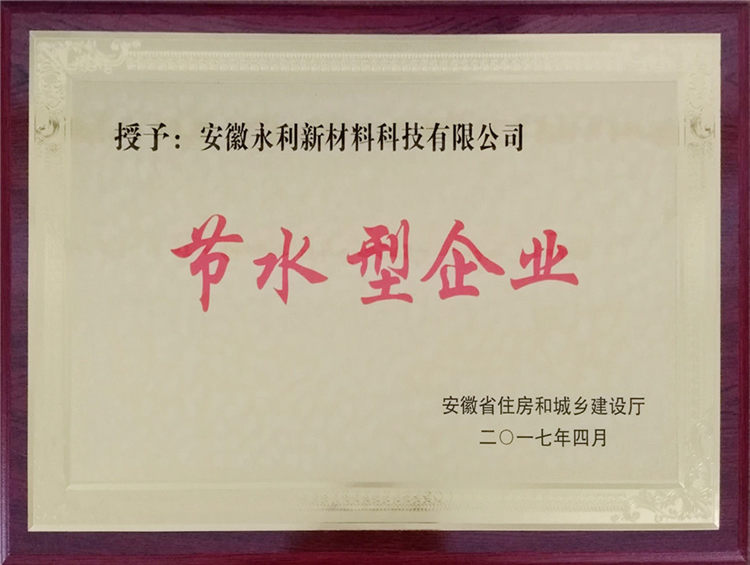 授予：安徽永利新材料科技有限公司
节水型企业
安徽省住房和城乡建设厅
二〇一七年四月